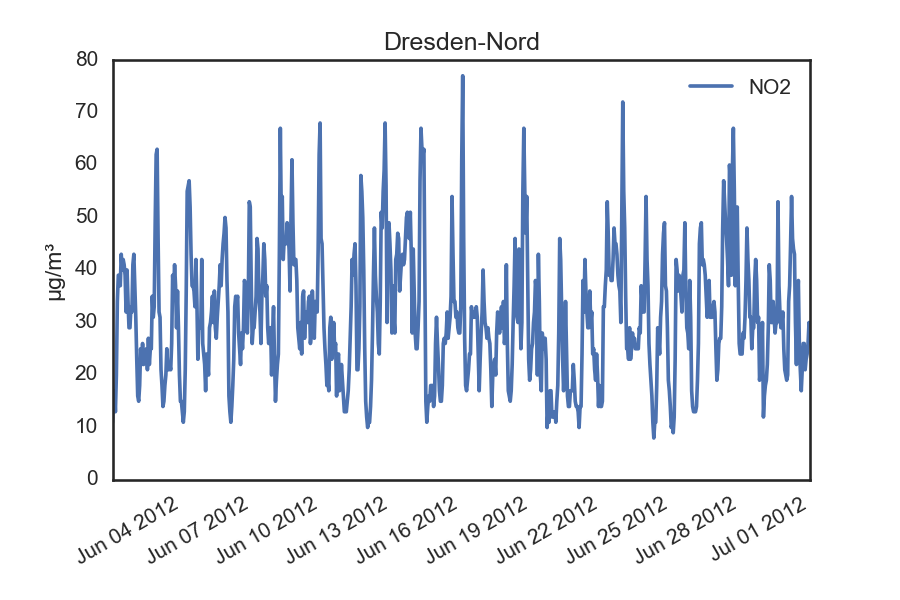 Dresden-Nord
NO2
µg/m³
80
70
60
50
40
30
20
10
0
Jun 04 2012
Jun 07 2012
Jun 10 2012
Jun 13 2012
Jun 16 2012
Jun 19 2012
Jun 22 2012
Jun 25 2012
Jun 28 2012
Jul 01 2012